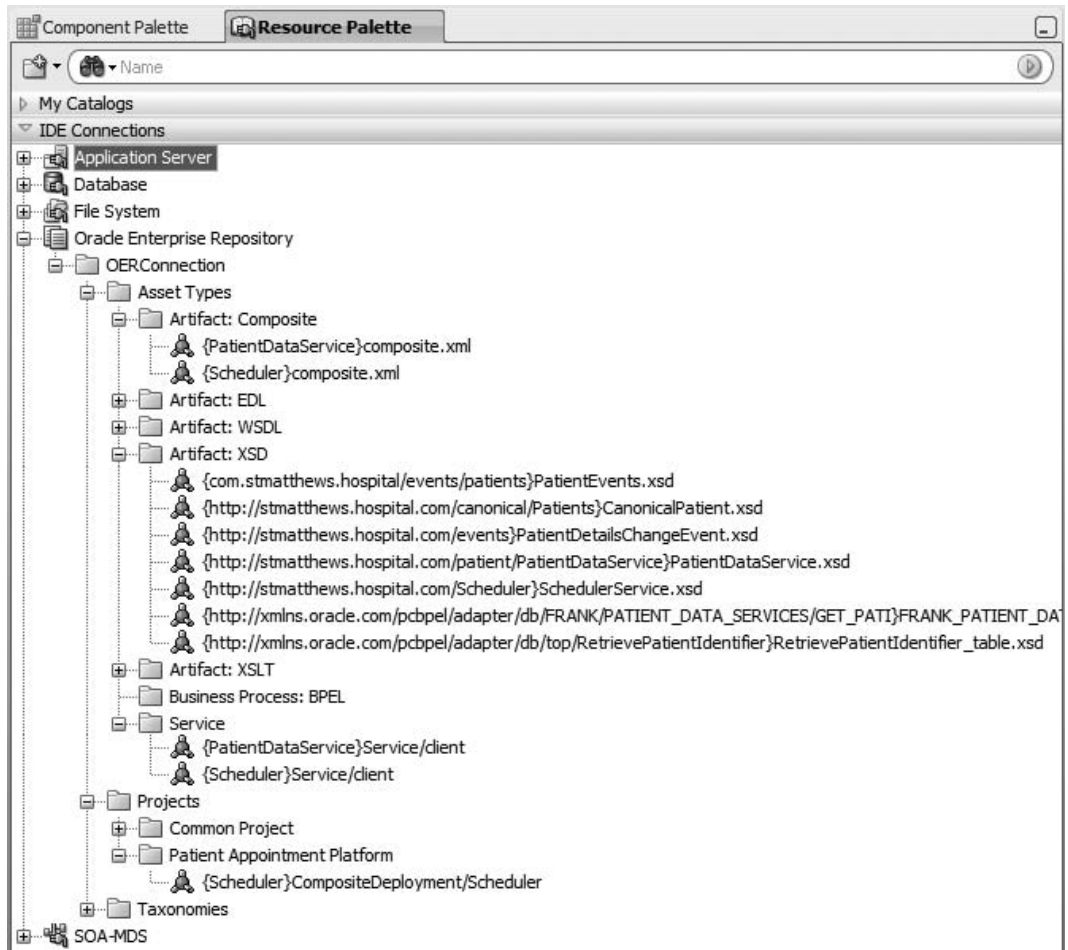 Component Palette Resource Palette
Name
My Catalogs
IDE Connections
Application Server
Database
File System
Oracle Enterprise Repository
OERConnection
Asset Types
Artifact: Composite
{PatientDataService}composite.xml
{Scheduler}composite.xml
Artifact: EDL
Artifact: WSDL
Artifact: XSD
{com.stmatthews.hospital/events/patients}PatientEvents.xsd
{http://stmatthews.hospital.com/canonical/Patients}CanonicalPatient.xsd
{http://stmatthews.hospital.com/events}PatientDetailsChangeEvent.xsd
{http://stmatthews.hospital.com/patient/PatientDataService}PatientDataService.xsd
{http://stmatthews.hospital.com/Scheduler}SchedulerService.xsd
{http://xmlns.oracle.com/pcbpel/adapter/db/FRANK/PATIENT_DATA_SERVICES/GET_PATI}FRANK_PATIENT_DA
{http://xmlns.oracle.com/pcbpel/adapter/db/top/RetrievePatientIdentifier}RetrievePatientIdentifier_table.xsd
Artifact: XSLT
Business Process: BPEL
Service
{PatientDataService}Service/client
{Scheduler}Service/client
Projects
Common Project
Patient Appointment Platform
{Scheduler}CompositeDeployment/Scheduler
Taxonomies
SOA-MDS